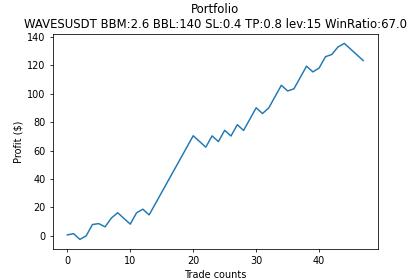 Portfolio
WAVESUSDT BBM:2.6 BBL:140 SL:0.4 TP:0.8 lev:15 WinRatio:67.0
140
120
100
80
60
40
20
0
Profit ($)
0 10 20 30 40
Trade counts